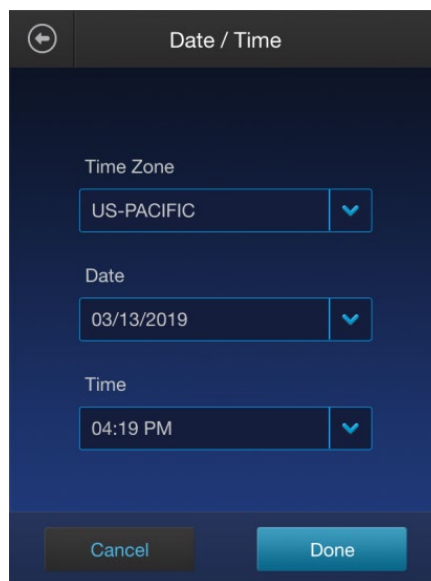 Date / Time
Time Zone
US-PACIFIC
Date
03/13/2019
Time
04:19 PM
Cancel
Done